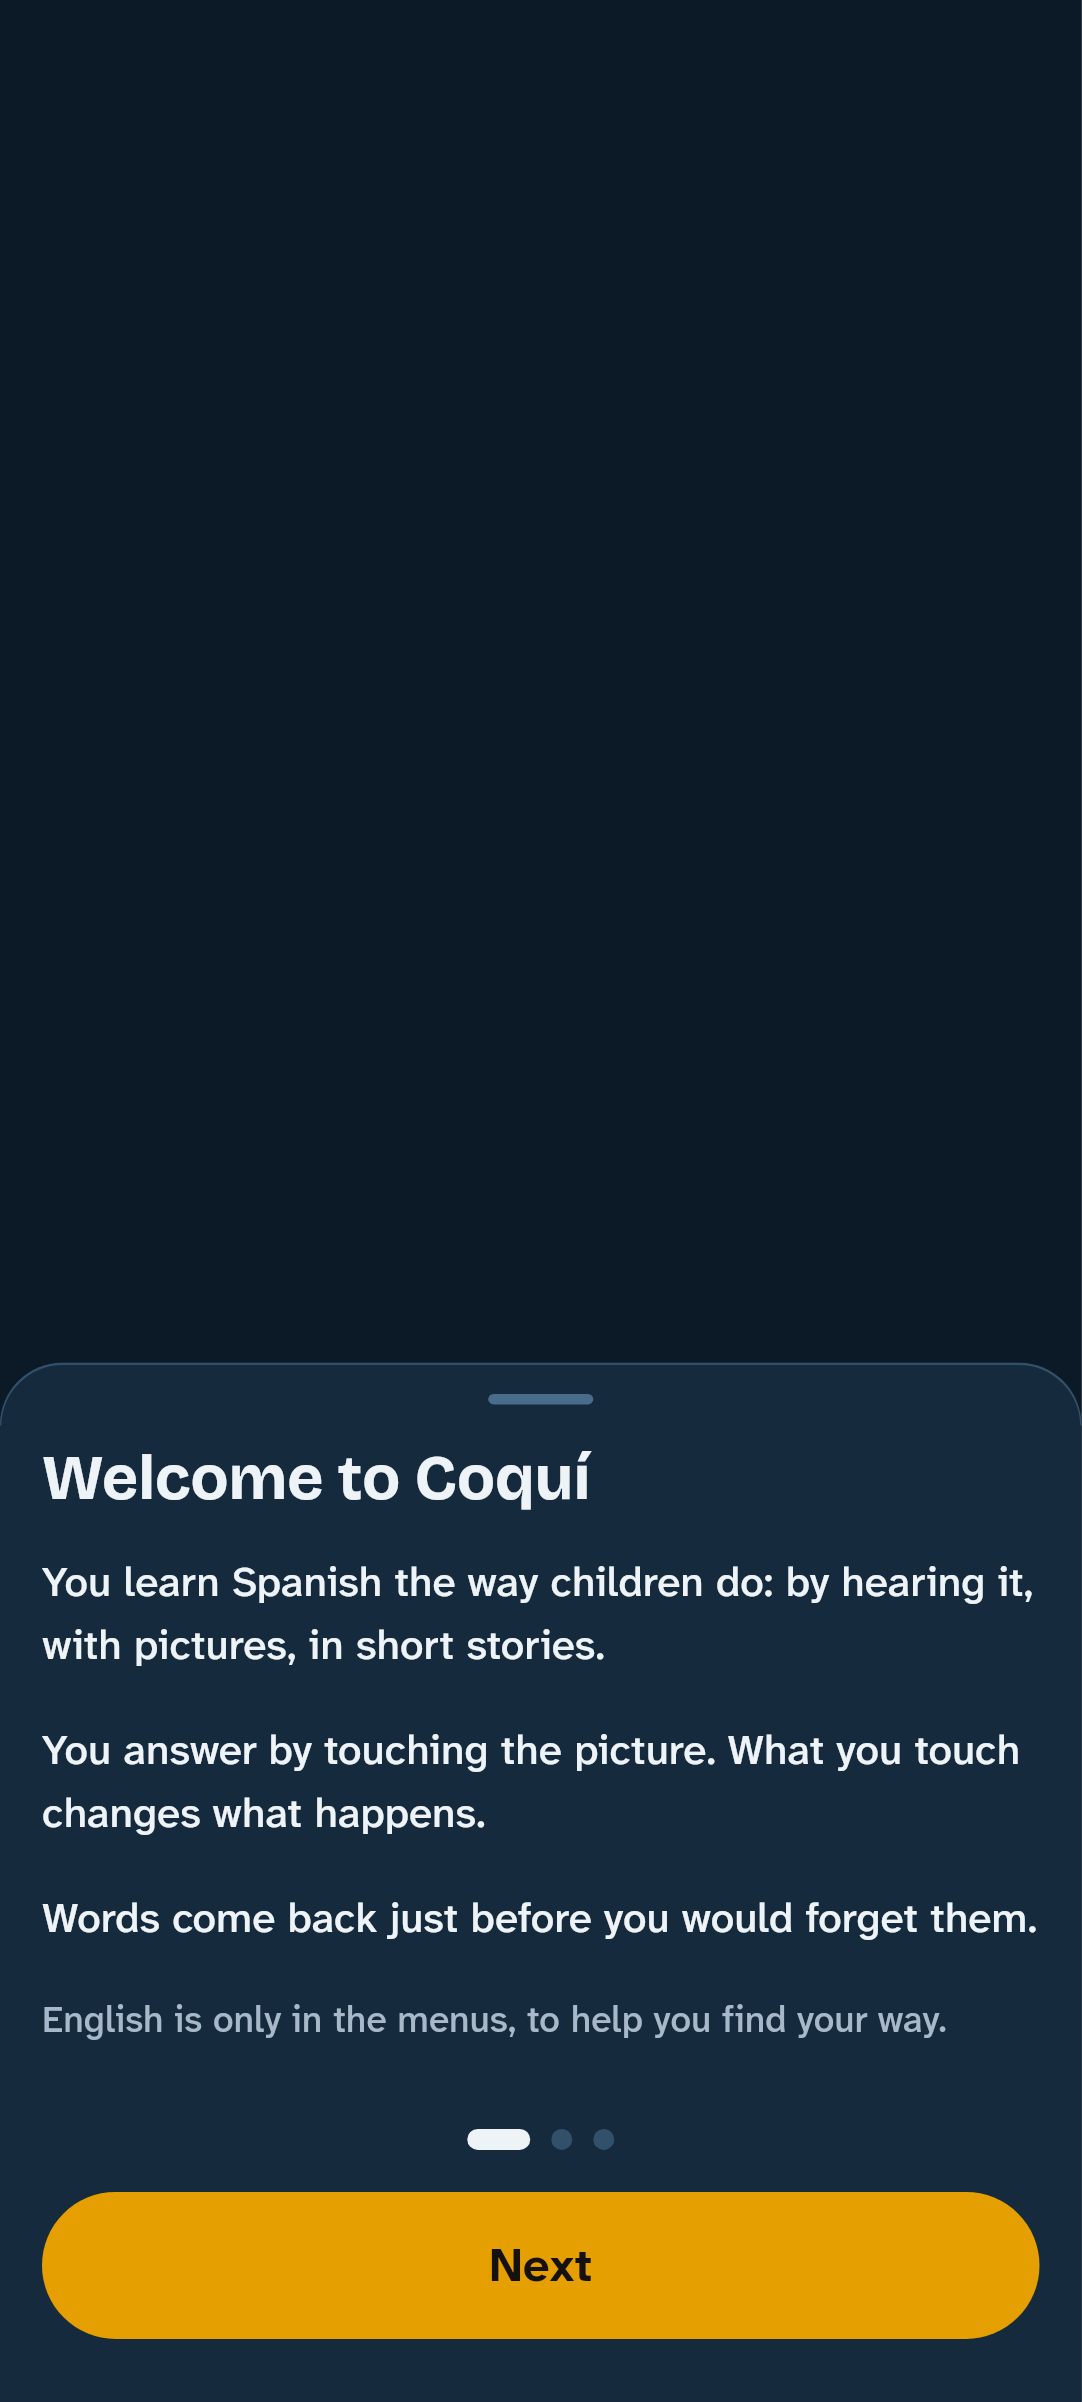 Welcome to Coquí
You learn Spanish the way children do: by hearing it,
with pictures, in short stories.
You answer by touching the picture. What you touch
changes what happens.
Words come back just before you would forget them.
English is only in the menus, to help you find your way.
Next